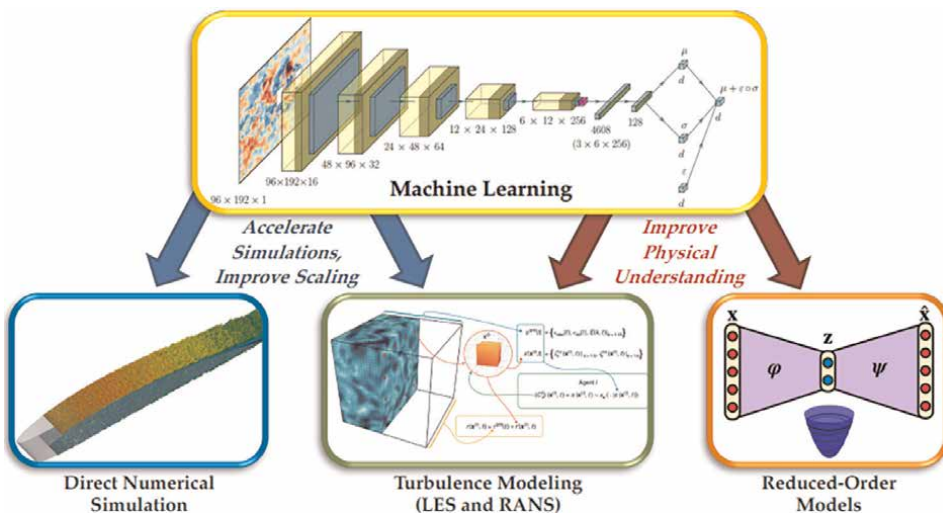 96 × 192 × 1
96×192×16
48 × 96 × 32
24 × 48 × 64
12 × 24 × 128
6 × 12 × 256
4608
(3 × 6 × 256)
128
μ
d
σ
d
ε
d
μ + ε ∘ σ
d
Machine Learning
Accelerate
Simulations,
Improve Scaling
Improve
Physical
Understanding
Agent i
x
z
x̂
φ
ψ
Direct Numerical
Simulation
Turbulence Modeling
(LES and RANS)
Reduced-Order
Models